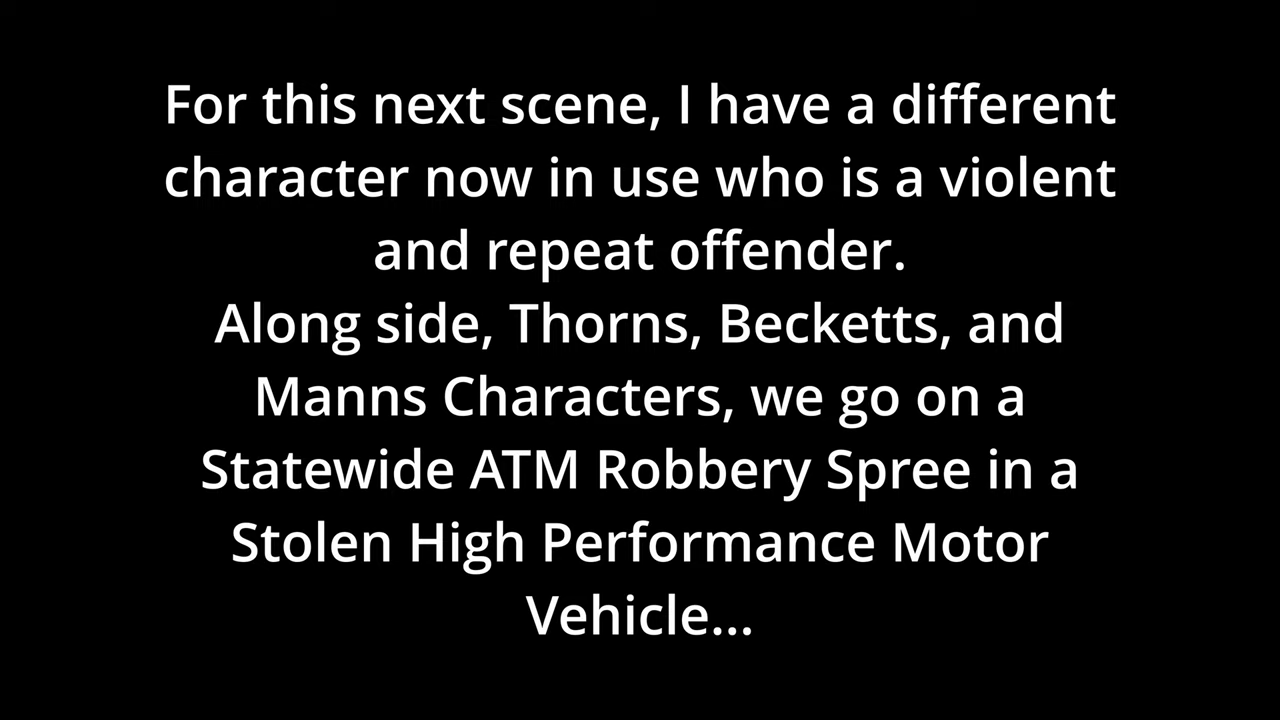 For this next scene, I have a different
character now in use who is a violent
and repeat offender.
Along side, Thorns, Becketts, and
Manns Characters, we go on a
Statewide ATM Robbery Spree in a
Stolen High Performance Motor
Vehicle...